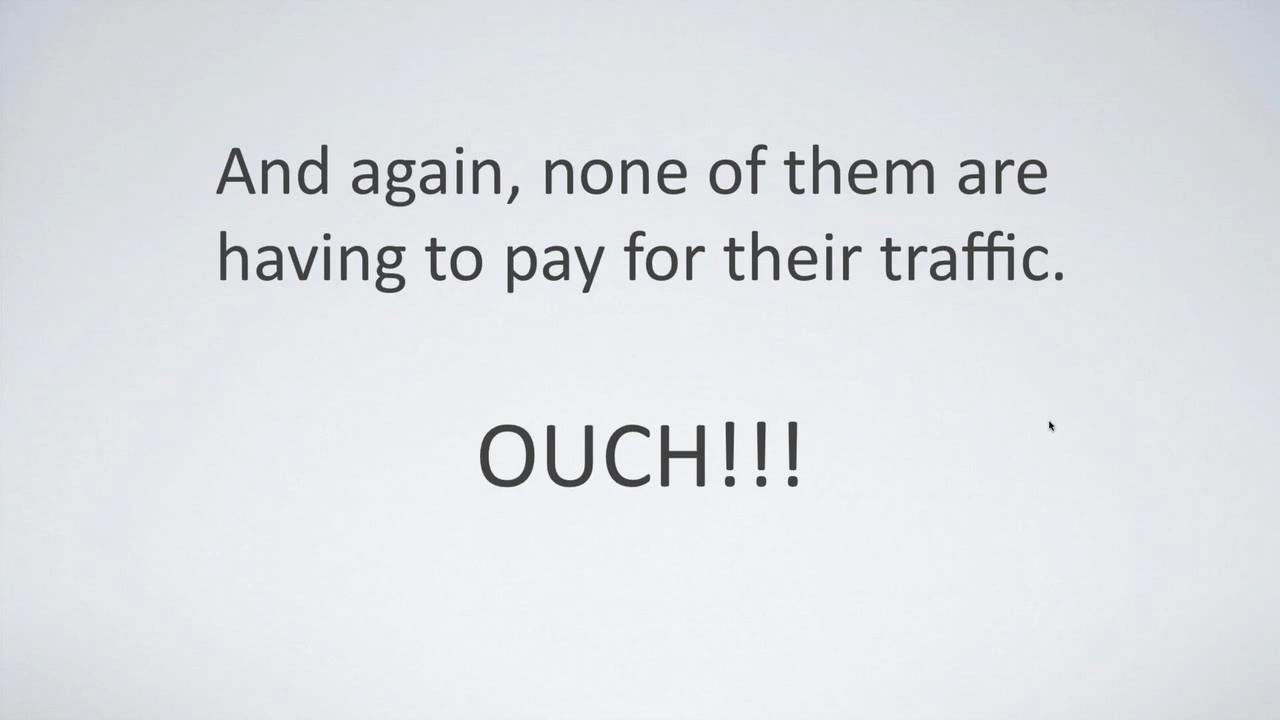 And again, none of them are
having to pay for their traffic.
OUCH!!!